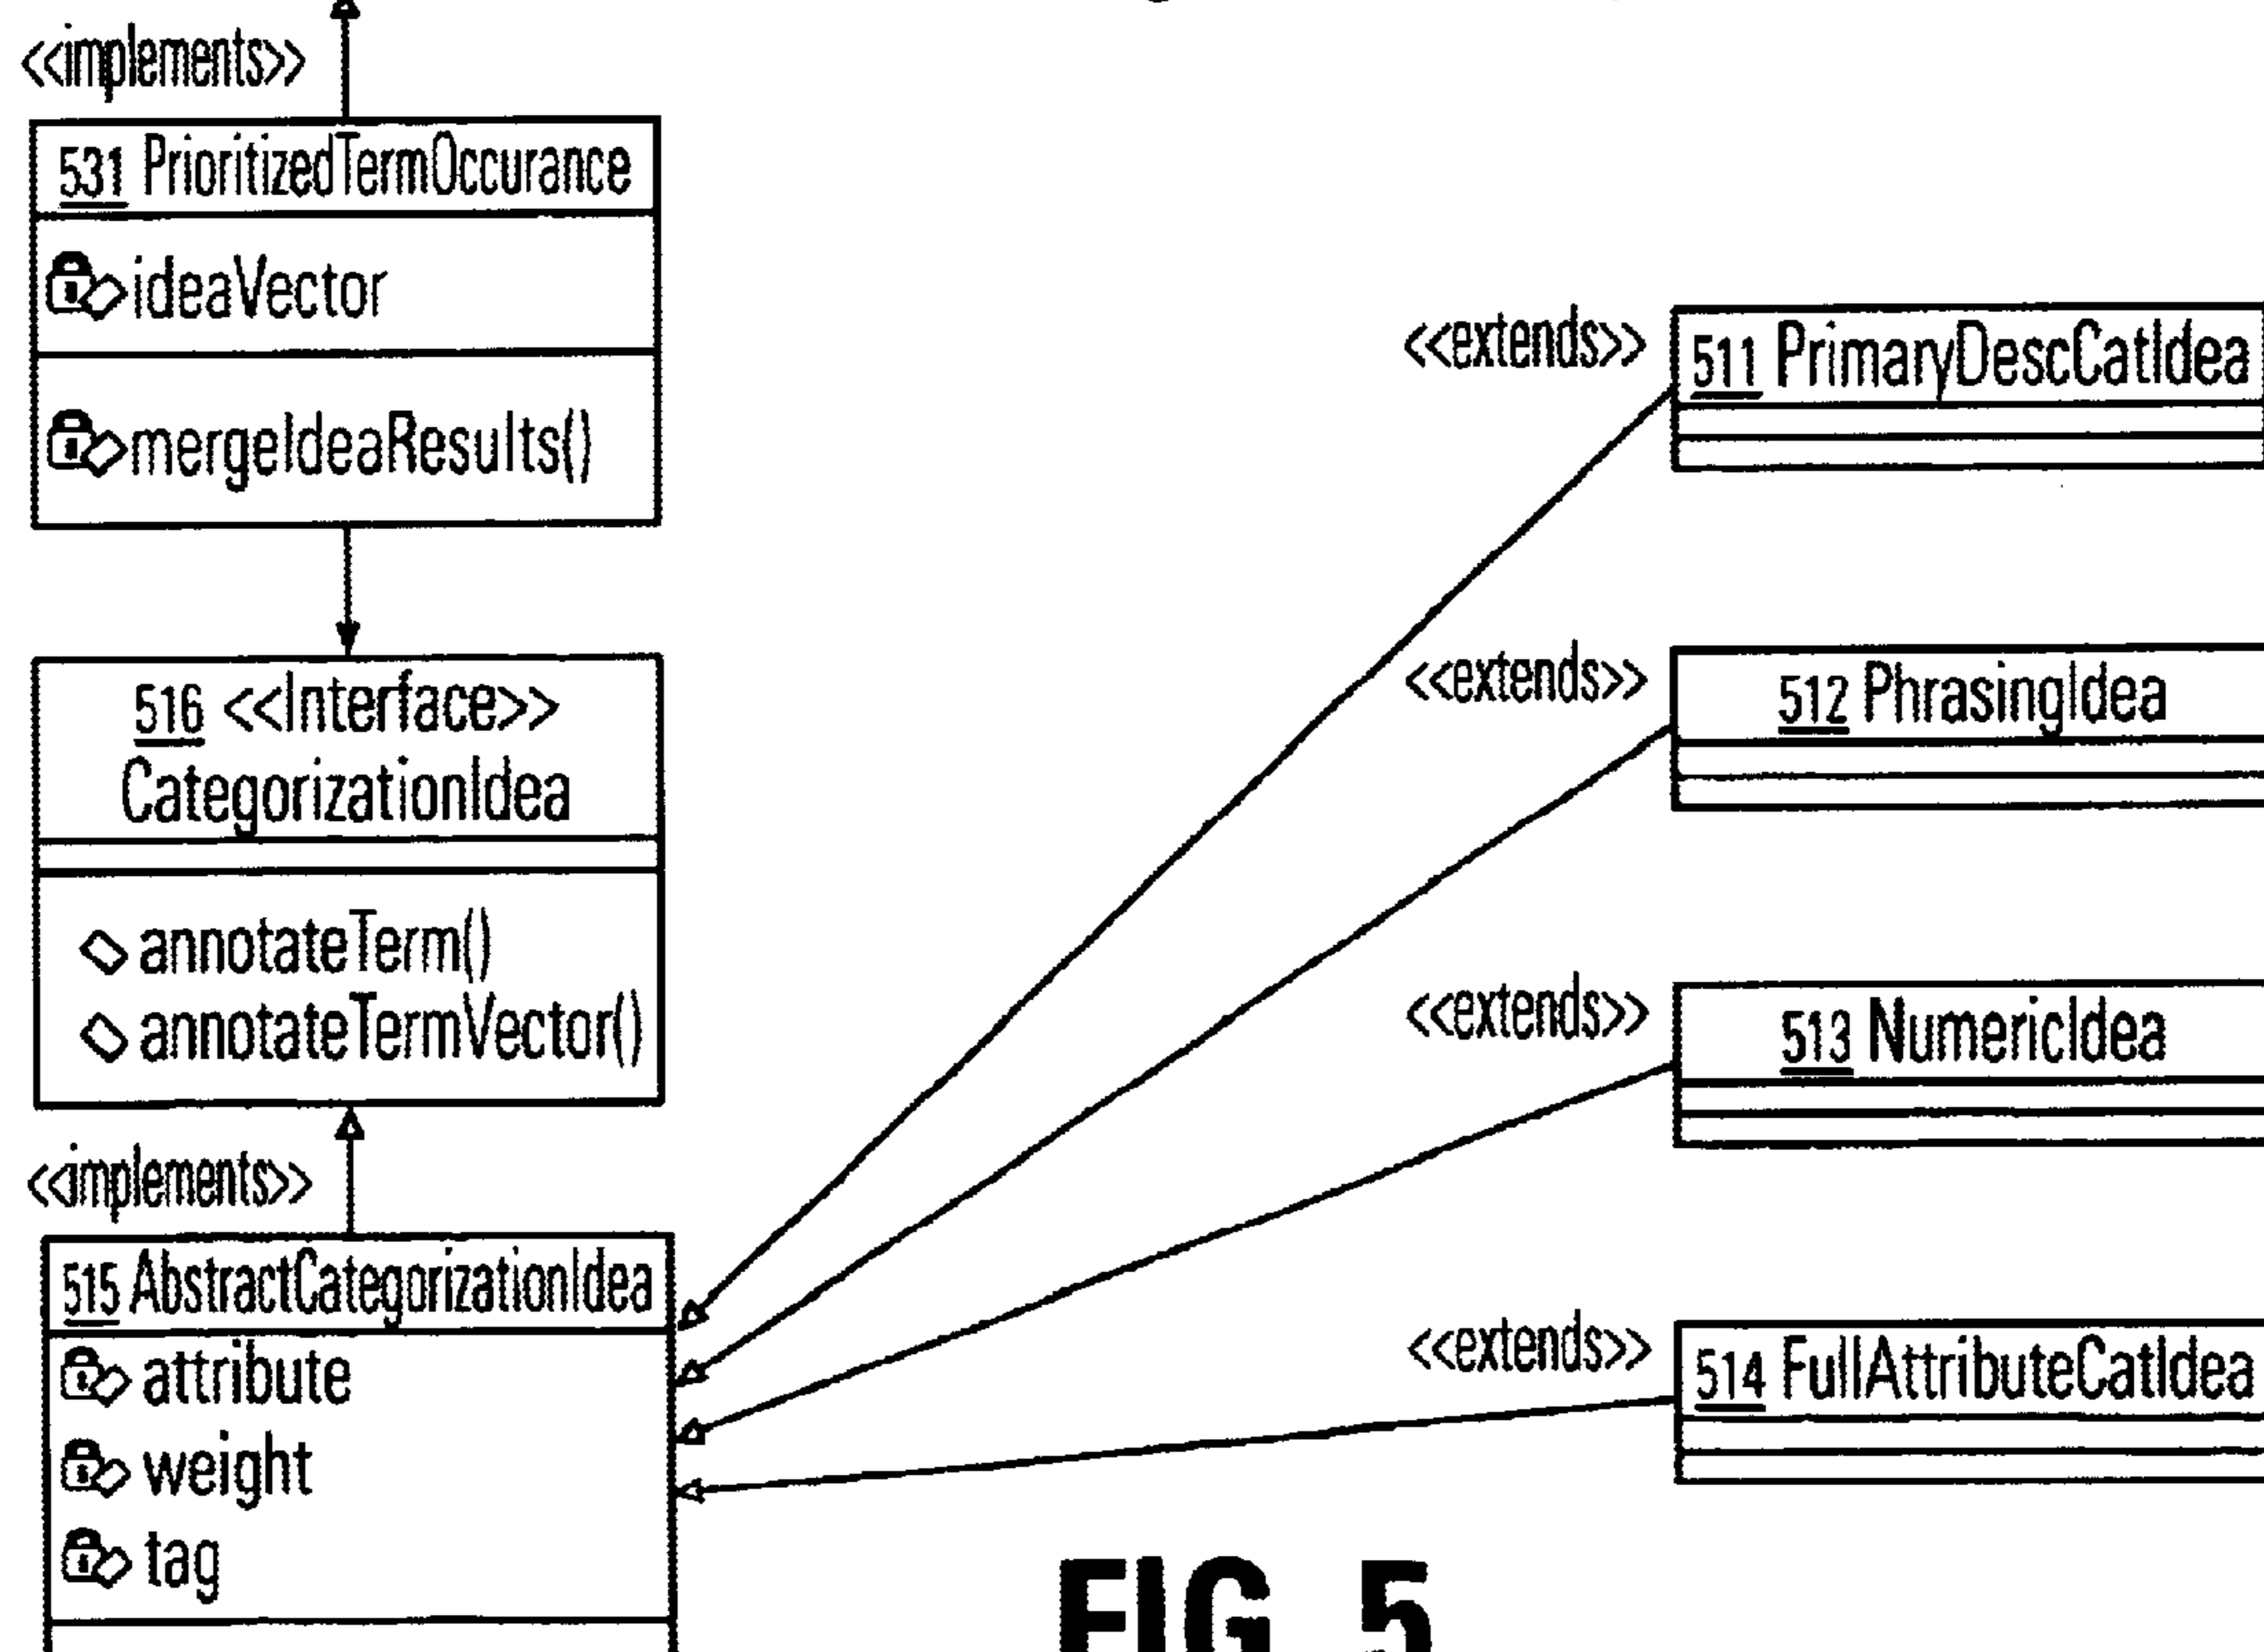 <<implements>>
531 PrioritizedTermOccurance
ideaVector
mergeIdeaResults()
516 <<Interface>>
CategorizationIdea
annotateTerm()
annotateTermVector()
<<implements>>
515 AbstractCategorizationIdea
attribute
weight
tag
<<extends>>
511 PrimaryDescCatIdea
<<extends>>
512 PhrasingIdea
<<extends>>
513 NumericIdea
<<extends>>
514 FullAttributeCatIdea
FIG. 5